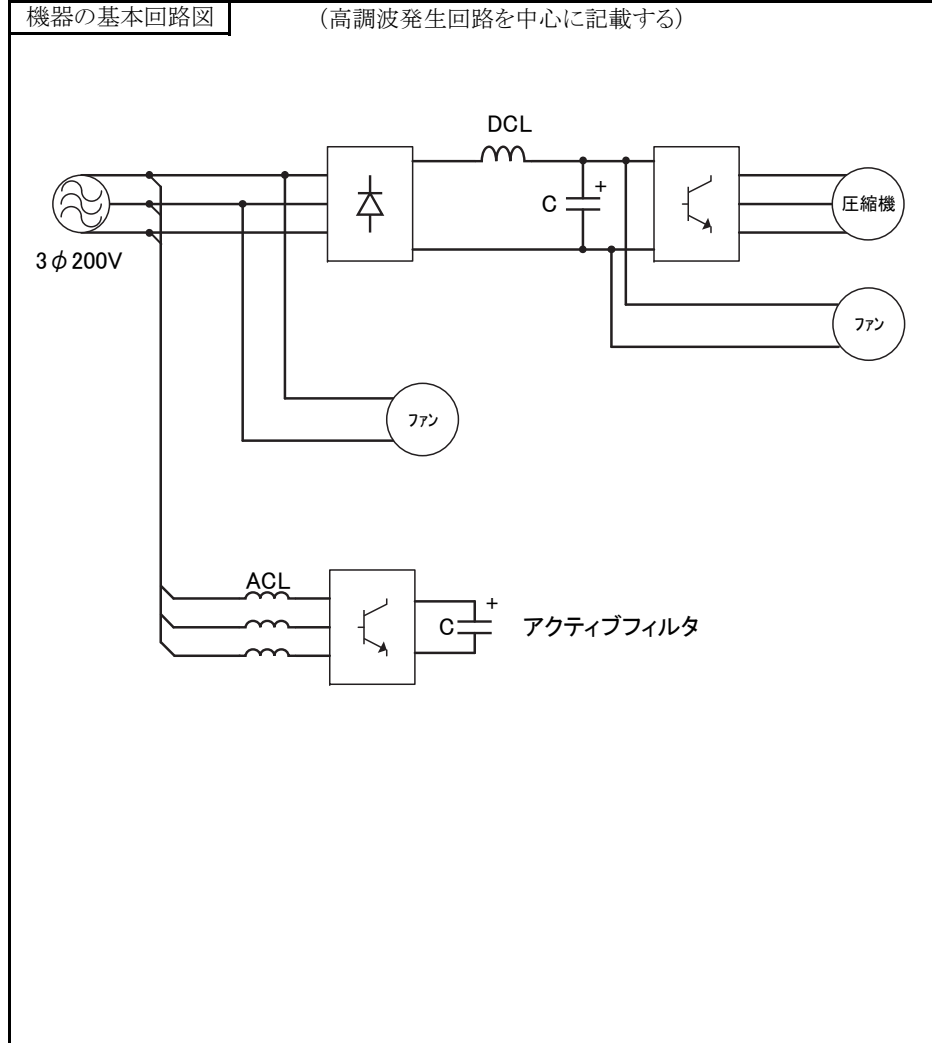 機器の基本回路図
(高調波発生回路を中心に記載する)
DCL
C
+
圧縮機
3φ200V
ファン
ファン
ACL
C
+
アクティブフィルタ